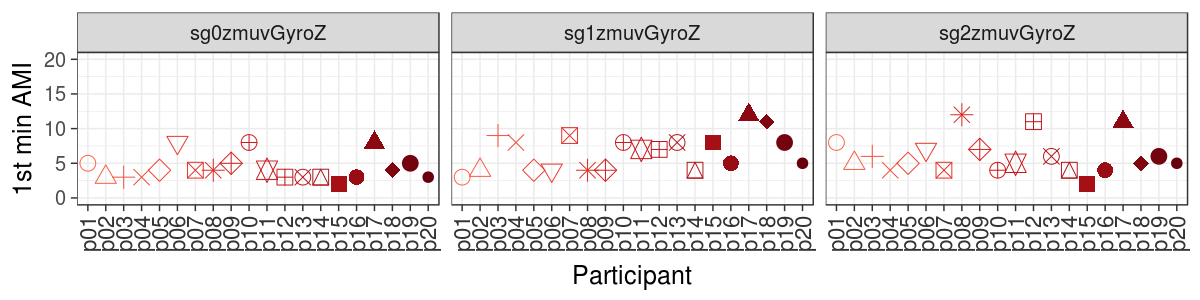 sg0zmuvGyroZ sg1zmuvGyroZ sg2zmuvGyroZ
1st min AMI
20
15
10
5
0
p01 p02 p03 p04 p05 p06 p07 p08 p09 p10 p11 p12 p13 p14 p15 p16 p17 p18 p19 p20
p01 p02 p03 p04 p05 p06 p07 p08 p09 p10 p11 p12 p13 p14 p15 p16 p17 p18 p19 p20
p01 p02 p03 p04 p05 p06 p07 p08 p09 p10 p11 p12 p13 p14 p15 p16 p17 p18 p19 p20
Participant